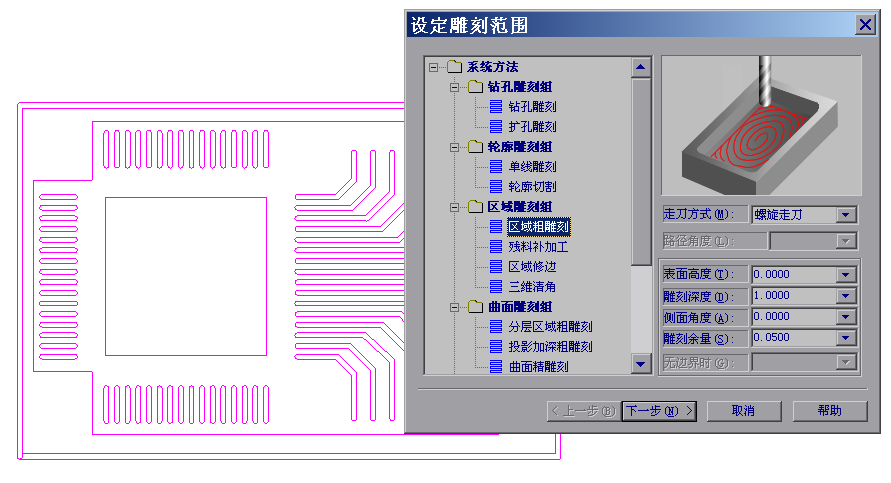 设定雕刻范围
系统方法
钻孔雕刻组
钻孔雕刻
扩孔雕刻
轮廓雕刻组
单线雕刻
轮廓切割
区域雕刻组
区域粗雕刻
残料补加工
区域修边
三维清角
曲面雕刻组
分层区域粗雕刻
投影加深粗雕刻
曲面精雕刻
走刀方式(M): 螺旋走刀
路径角度(L):
表面高度(T): 0.0000
雕刻深度(D): 1.0000
侧面角度(A): 0.0000
雕刻余量(S): 0.0500
无边界时(G):
< 上一步(B) 下一步(N) > 取消 帮助